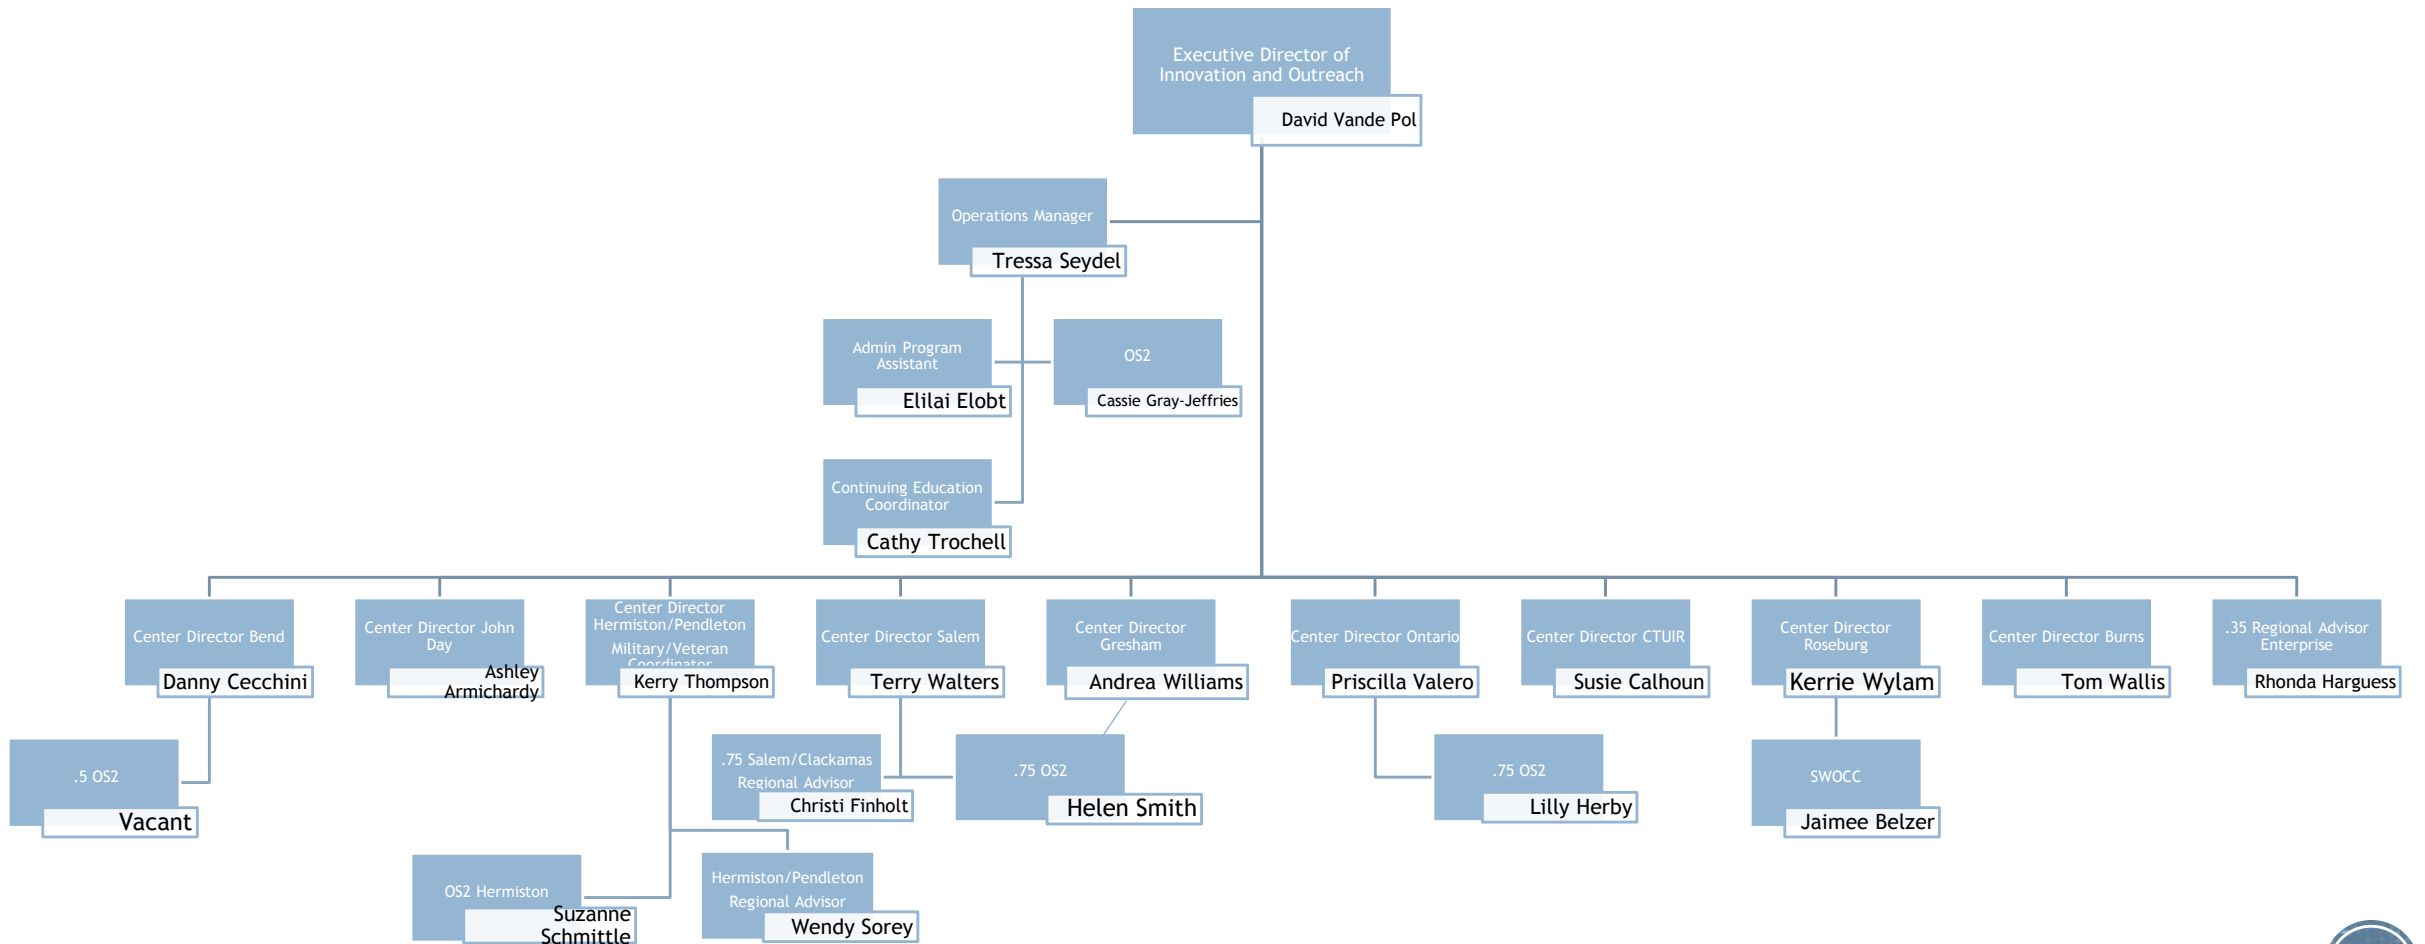 Executive Director of
Innovation and Outreach
David Vande Pol
Operations Manager
Tressa Seydel
Admin Program
Assistant
Elilai Elobt
OS2
Cassie Gray-Jeffries
Continuing Education
Coordinator
Cathy Trochell
Center Director Bend
Danny Cecchini
Center Director John
Day
Ashley
Armichardy
Center Director
Hermiston/Pendleton
Military/Veteran
Coordinator
Kerry Thompson
Center Director Salem
Terry Walters
Center Director
Gresham
Andrea Williams
Center Director Ontario
Priscilla Valero
Center Director CTUIR
Susie Calhoun
Center Director
Roseburg
Kerrie Wylam
Center Director Burns
Tom Wallis
.35 Regional Advisor
Enterprise
Rhonda Harguess
.5 OS2
Vacant
.75 Salem/Clackamas
Regional Advisor
Christi Finholt
.75 OS2
Helen Smith
.75 OS2
Lilly Herby
SWOCC
Jaimee Belzer
OS2 Hermiston
Suzanne
Schmittle
Hermiston/Pendleton
Regional Advisor
Wendy Sorey